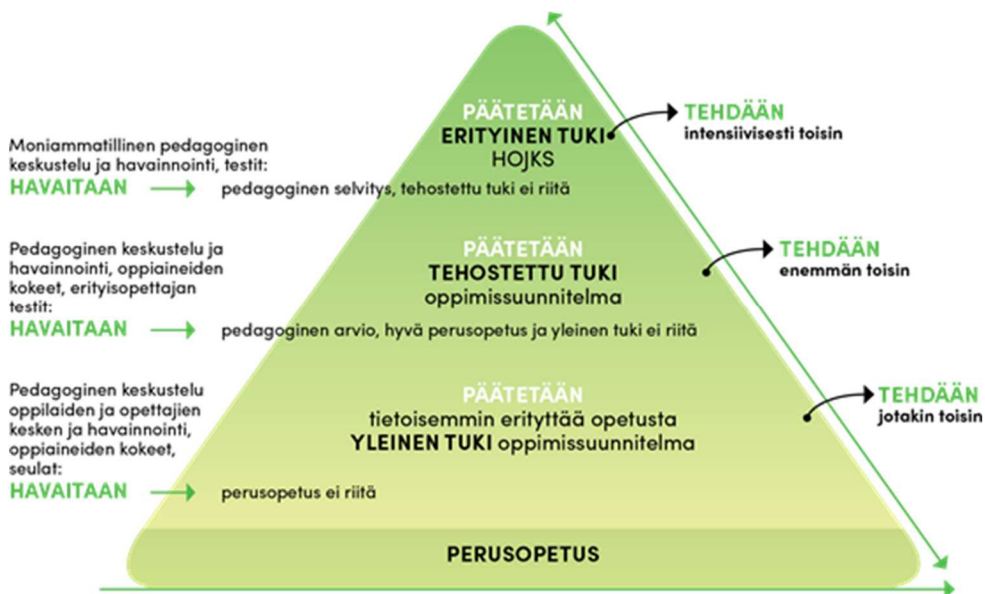 PÄÄTETÄÄN
ERITYINEN TUKI
HOJKS
TEHDÄÄN
intensiivisesti toisin
Moniammatillinen pedagoginen
keskustelu ja havainnointi, testit:
HAVAITAAN
pedagoginen selvitys, tehostettu tuki ei riitä
PÄÄTETÄÄN
TEHOSTETTU TUKI
oppimissuunnitelma
TEHDÄÄN
enemmän toisin
Pedagoginen keskustelu ja
havainnointi, oppiaineiden
kokeet, erityisopettajan
testit:
HAVAITAAN
pedagoginen arvio, hyvä perusopetus ja yleinen tuki ei riitä
PÄÄTETÄÄN
tietoisemmin erityttää opetusta
YLEINEN TUKI oppimissuunnitelma
TEHDÄÄN
jotakin toisin
Pedagoginen keskustelu
oppilaiden ja opettajien
kesken ja havainnointi,
oppiaineiden kokeet,
seulat:
HAVAITAAN
perusopetus ei riitä
PERUSOPETUS